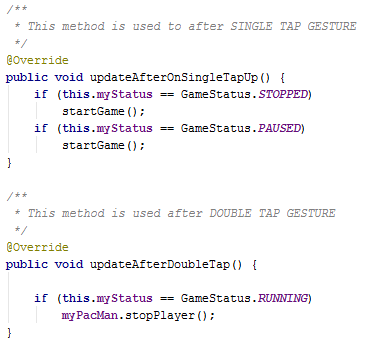 /**
 * This method is used to after SINGLE TAP GESTURE
 */
@Override
public void updateAfterOnSingleTapUp() {
    if (this.myStatus == GameStatus.STOPPED)
        startGame();
    if (this.myStatus == GameStatus.PAUSED)
        startGame();
}

/**
 * This method is used after DOUBLE TAP GESTURE
 */
@Override
public void updateAfterDoubleTap() {

    if (this.myStatus == GameStatus.RUNNING)
        myPacMan.stopPlayer();
}